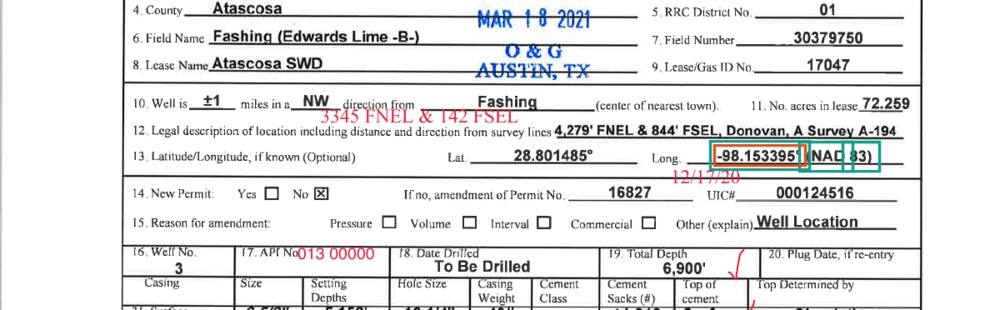 4. County Atascosa MAR 18 2021 5. RRC District No. 01
6. Field Name Fashing (Edwards Lime -B-) 7. Field Number 30379750
O & G
8. Lease Name Atascosa SWD AUSTIN, TX 9. Lease/Gas ID No. 17047
10. Well is ±1 miles in a NW direction from Fashing (center of nearest town). 11. No. acres in lease 72.259
3345 FNEL & 142 FSEL
12. Legal description of location including distance and direction from survey lines 4,279' FNEL & 844' FSEL, Donovan, A Survey A-194
13. Latitude/Longitude, if known (Optional) Lat. 28.801485° Long. -98.153395° (NAD 83)
12/17/20
14. New Permit: Yes ☐ No ☒ If no, amendment of Permit No. 16827 UIC# 000124516
15. Reason for amendment: Pressure ☐ Volume ☐ Interval ☐ Commercial ☐ Other (explain) Well Location
16. Well No. 17. API No 013 00000 18. Date Drilled 19. Total Depth 20. Plug Date, if re-entry
3 To Be Drilled 6,900'
Casing Size Setting Depths Hole Size Casing Weight Cement Class Cement Sacks (#) Top of cement Top Determined by